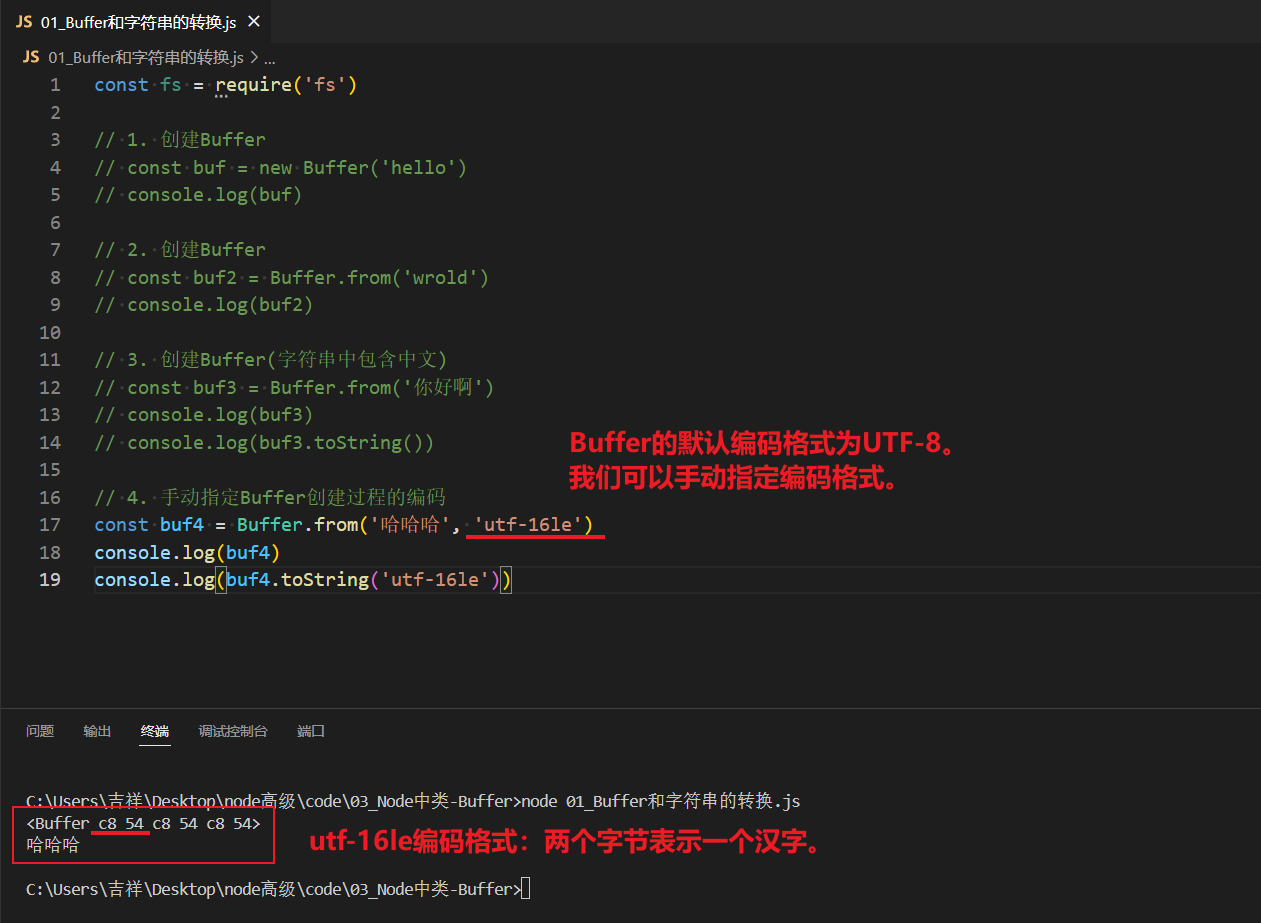 JS 01_Buffer和字符串的转换.js ×
JS 01_Buffer和字符串的转换.js > ...
1 const fs = require('fs')
2
3 // 1. 创建Buffer
4 // const buf = new Buffer('hello')
5 // console.log(buf)
6
7 // 2. 创建Buffer
8 // const buf2 = Buffer.from('wrold')
9 // console.log(buf2)
10
11 // 3. 创建Buffer(字符串中包含中文)
12 // const buf3 = Buffer.from('你好啊')
13 // console.log(buf3)
14 // console.log(buf3.toString())
15
Buffer的默认编码格式为UTF-8。
我们可以手动指定编码格式。
16 // 4. 手动指定Buffer创建过程的编码
17 const buf4 = Buffer.from('哈哈哈', 'utf-16le')
18 console.log(buf4)
19 console.log(buf4.toString('utf-16le'))
问题 输出 终端 调试控制台 端口
C:\Users\吉祥\Desktop\node高级\code\03_Node中类-Buffer>node 01_Buffer和字符串的转换.js
<Buffer c8 54 c8 54 c8 54>
哈哈哈
utf-16le编码格式：两个字节表示一个汉字。
C:\Users\吉祥\Desktop\node高级\code\03_Node中类-Buffer>